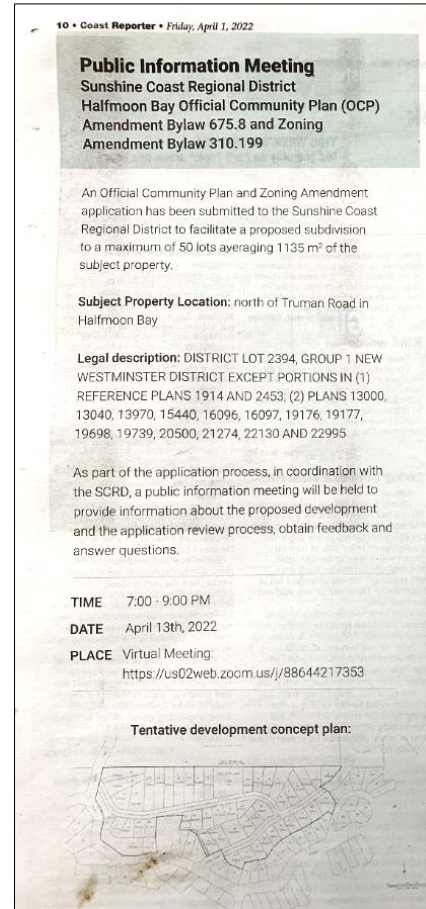 10 • Coast Reporter • Friday, April 1, 2022
Public Information Meeting
Sunshine Coast Regional District
Halfmoon Bay Official Community Plan (OCP)
Amendment Bylaw 675.8 and Zoning
Amendment Bylaw 310.199
An Official Community Plan and Zoning Amendment
application has been submitted to the Sunshine Coast
Regional District to facilitate a proposed subdivision
to a maximum of 50 lots averaging 1135 m² of the
subject property.
Subject Property Location: north of Truman Road in
Halfmoon Bay
Legal description: DISTRICT LOT 2394, GROUP 1 NEW
WESTMINSTER DISTRICT EXCEPT PORTIONS IN (1)
REFERENCE PLANS 1914 AND 2453; (2) PLANS 13000,
13040, 13970, 15440, 16096, 16097, 19176, 19177,
19698, 19739, 20500, 21274, 22130 AND 22995
As part of the application process, in coordination with
the SCRD, a public information meeting will be held to
provide information about the proposed development
and the application review process, obtain feedback and
answer questions.
TIME 7:00 - 9:00 PM
DATE April 13th, 2022
PLACE Virtual Meeting:
https://us02web.zoom.us/j/88644217353
Tentative development concept plan: